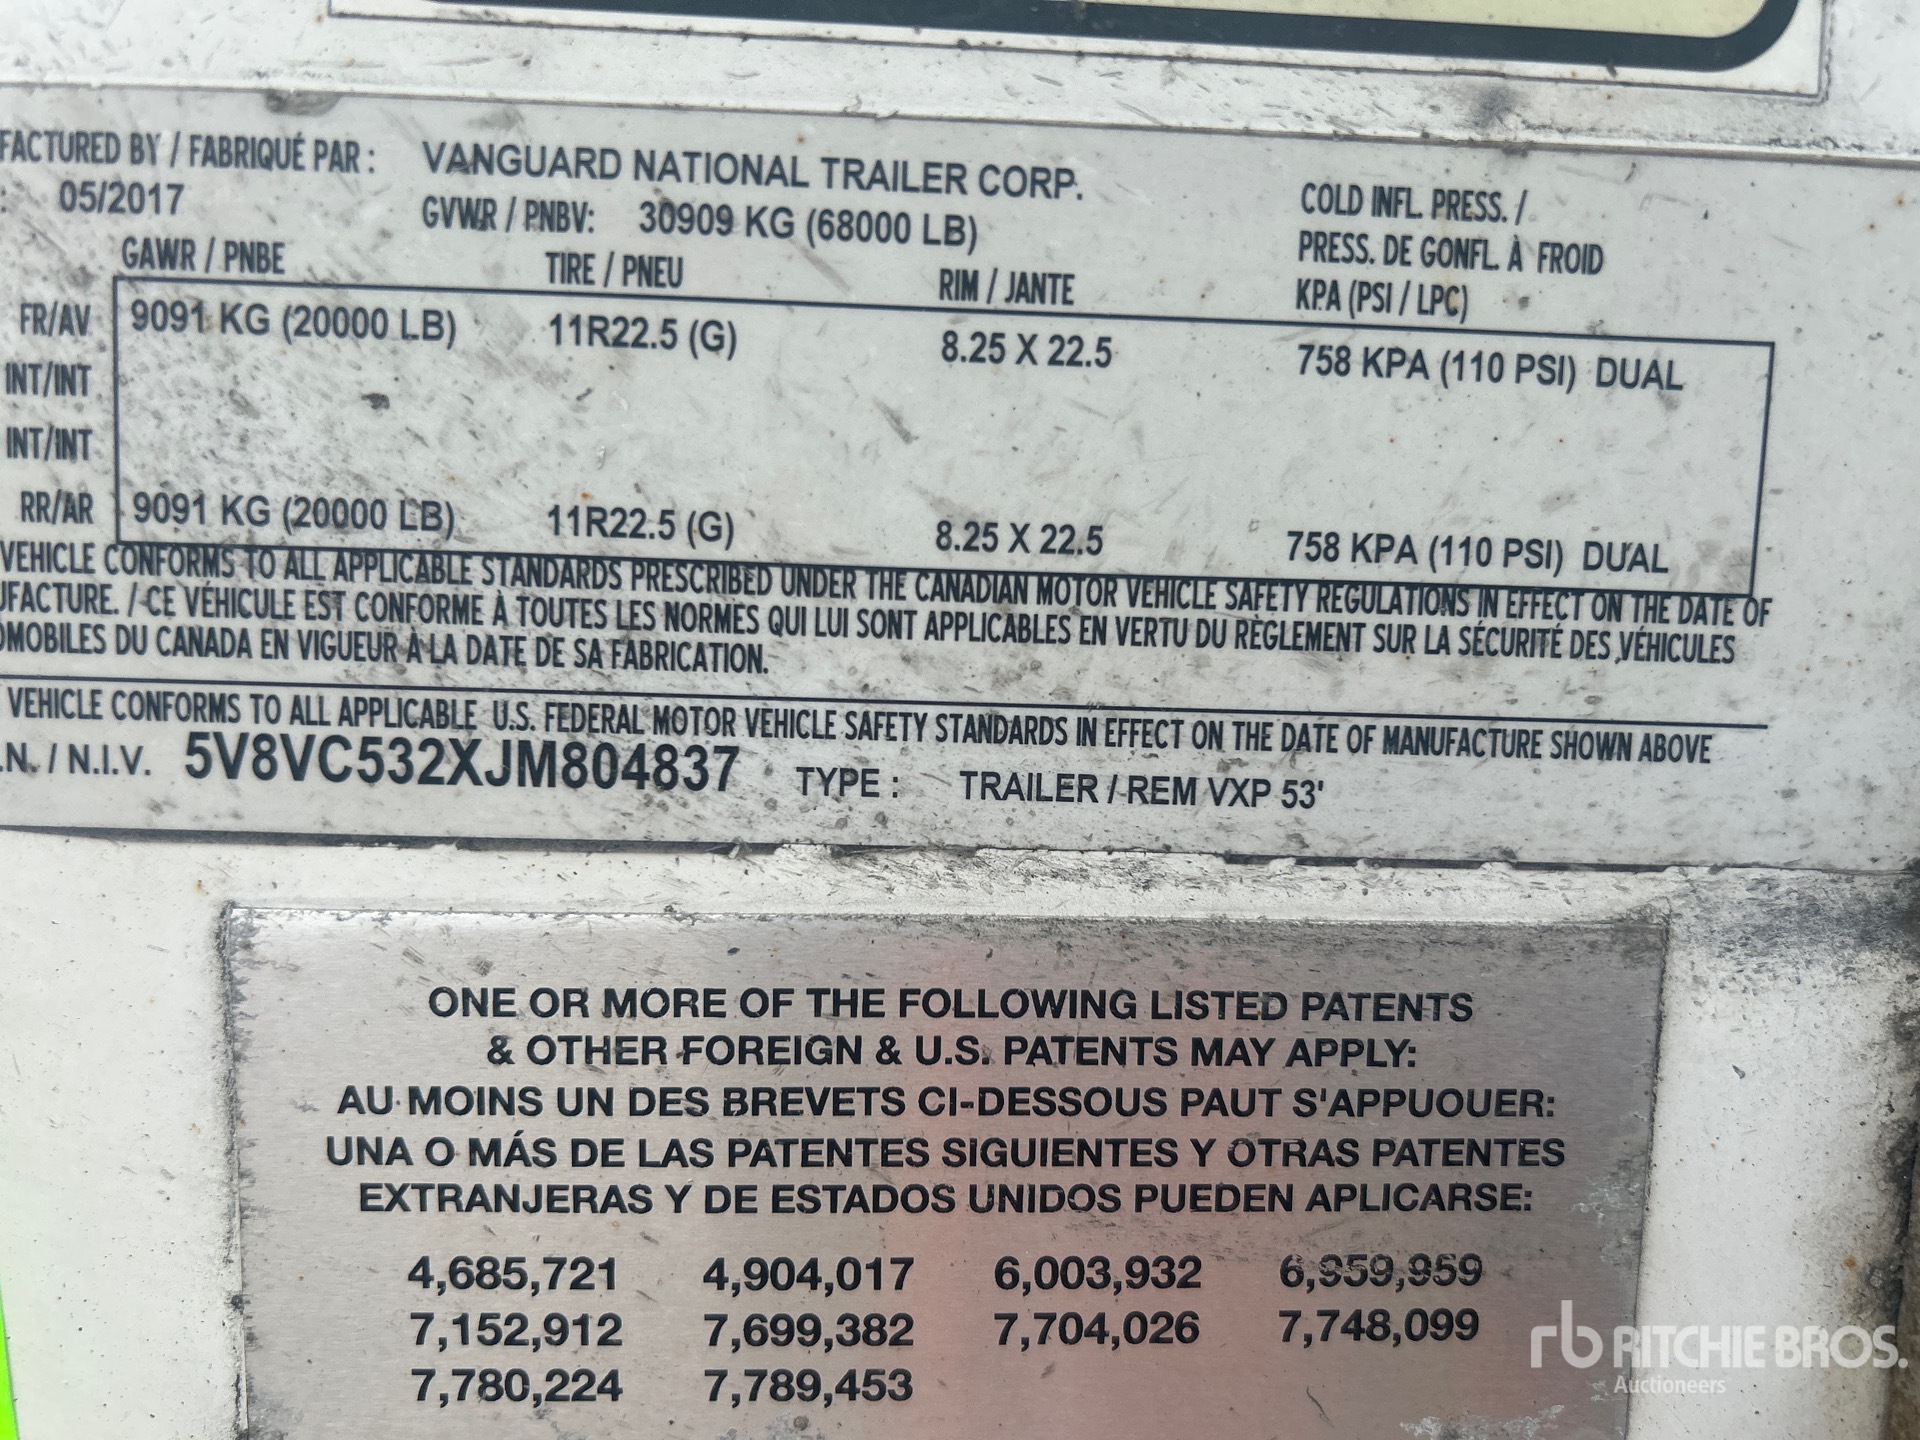 FACTURED BY / FABRIQUÉ PAR : VANGUARD NATIONAL TRAILER CORP.
: 05/2017 GVWR / PNBV: 30909 KG (68000 LB) COLD INFL. PRESS. /
GAWR / PNBE TIRE / PNEU RIM / JANTE PRESS. DE GONFL. À FROID
KPA (PSI / LPC)
FR/AV 9091 KG (20000 LB) 11R22.5 (G) 8.25 X 22.5 758 KPA (110 PSI) DUAL
INT/INT
INT/INT
RR/AR 9091 KG (20000 LB) 11R22.5 (G) 8.25 X 22.5 758 KPA (110 PSI) DUAL
VEHICLE CONFORMS TO ALL APPLICABLE STANDARDS PRESCRIBED UNDER THE CANADIAN MOTOR VEHICLE SAFETY REGULATIONS IN EFFECT ON THE DATE OF
UFACTURE. / CE VÉHICULE EST CONFORME À TOUTES LES NORMES QUI LUI SONT APPLICABLES EN VERTU DU RÈGLEMENT SUR LA SÉCURITÉ DES VÉHICULES
OMOBILES DU CANADA EN VIGUEUR À LA DATE DE SA FABRICATION.
VEHICLE CONFORMS TO ALL APPLICABLE U.S. FEDERAL MOTOR VEHICLE SAFETY STANDARDS IN EFFECT ON THE DATE OF MANUFACTURE SHOWN ABOVE
.N. / N.I.V. 5V8VC532XJM804837 TYPE : TRAILER / REM VXP 53'
ONE OR MORE OF THE FOLLOWING LISTED PATENTS
& OTHER FOREIGN & U.S. PATENTS MAY APPLY:
AU MOINS UN DES BREVETS CI-DESSOUS PAUT S'APPUOUER:
UNA O MÁS DE LAS PATENTES SIGUIENTES Y OTRAS PATENTES
EXTRANJERAS Y DE ESTADOS UNIDOS PUEDEN APLICARSE:
4,685,721 4,904,017 6,003,932 6,959,959
7,152,912 7,699,382 7,704,026 7,748,099
7,780,224 7,789,453
rb RITCHIE BROS.
Auctioneers